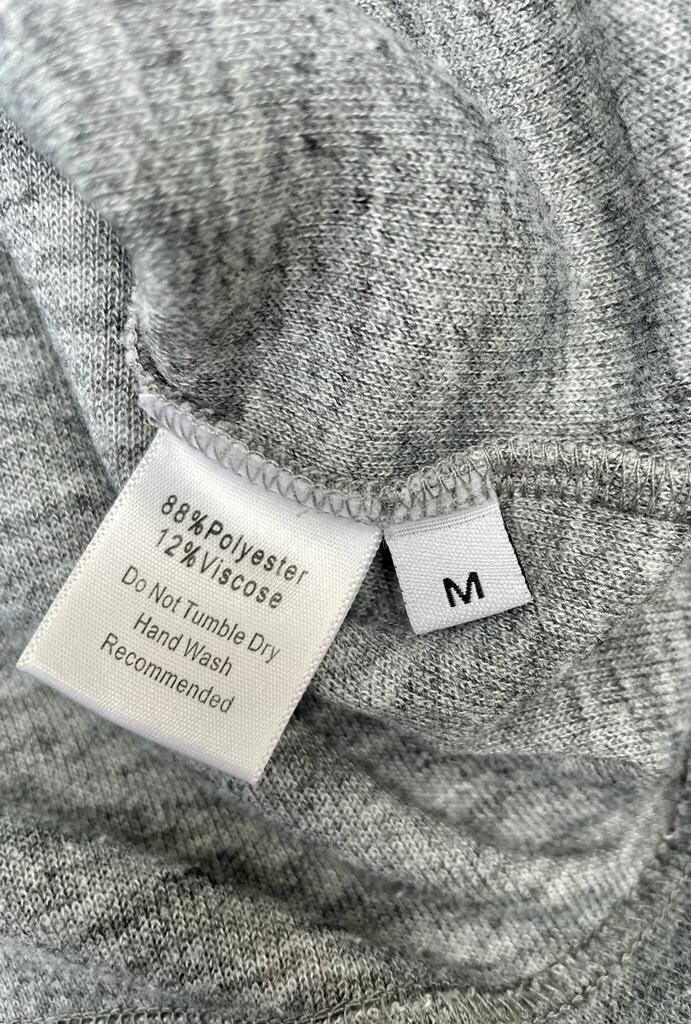 88%Polyester
12%Viscose
Do Not Tumble Dry
Hand Wash
Recommended
M